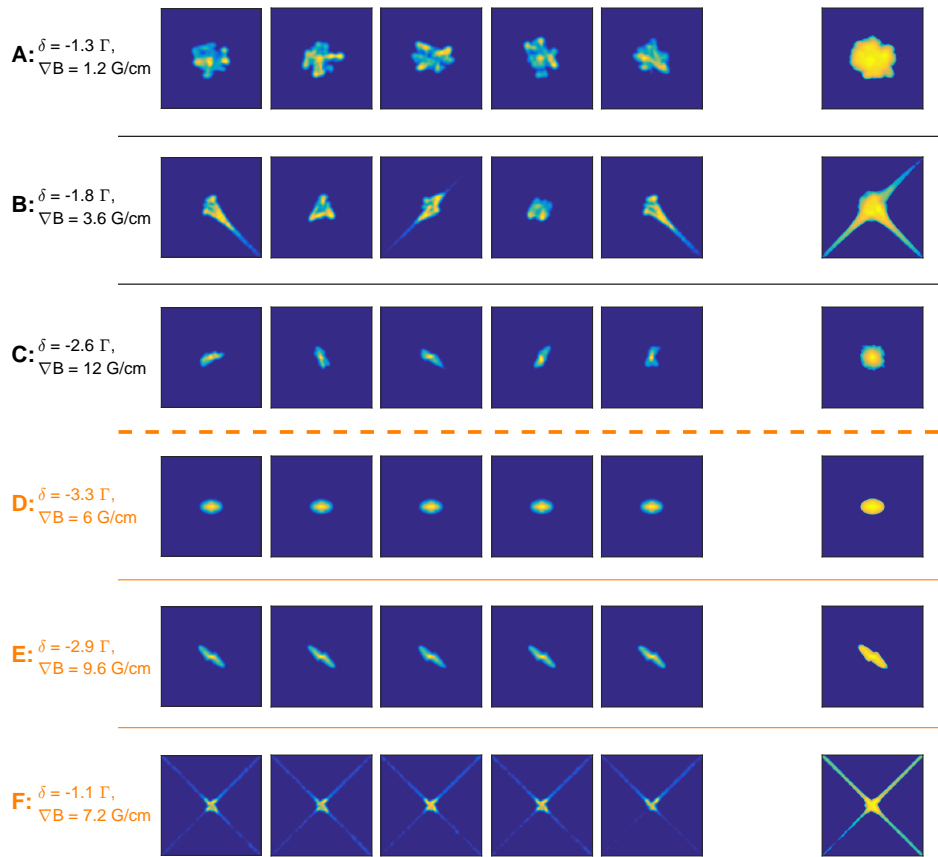 A: δ = -1.3 Γ,
∇B = 1.2 G/cm
B: δ = -1.8 Γ,
∇B = 3.6 G/cm
C: δ = -2.6 Γ,
∇B = 12 G/cm
D: δ = -3.3 Γ,
∇B = 6 G/cm
E: δ = -2.9 Γ,
∇B = 9.6 G/cm
F: δ = -1.1 Γ,
∇B = 7.2 G/cm